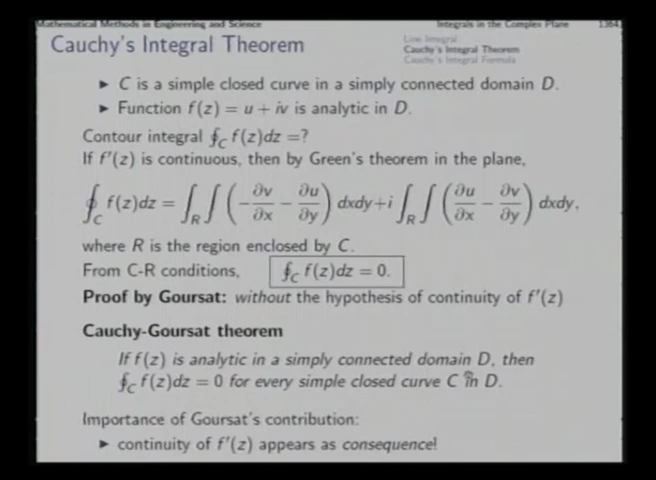 Mathematical Methods in Engineering and Science
Integrals in the Complex Plane
1364,
Cauchy's Integral Theorem
Line Integral
Cauchy's Integral Theorem
Cauchy's Integral Formula
► C is a simple closed curve in a simply connected domain D.
► Function f(z) = u + iv is analytic in D.
Contour integral ∮_C f(z)dz =?
If f′(z) is continuous, then by Green's theorem in the plane,
∮_C f(z)dz = ∫_R ∫ (−∂v/∂x − ∂u/∂y) dxdy+i ∫_R ∫ (∂u/∂x − ∂v/∂y) dxdy,
where R is the region enclosed by C.
From C-R conditions, ∮_C f(z)dz = 0.
Proof by Goursat: without the hypothesis of continuity of f′(z)
Cauchy-Goursat theorem
If f(z) is analytic in a simply connected domain D, then
∮_C f(z)dz = 0 for every simple closed curve C in D.
Importance of Goursat's contribution:
► continuity of f′(z) appears as consequence!